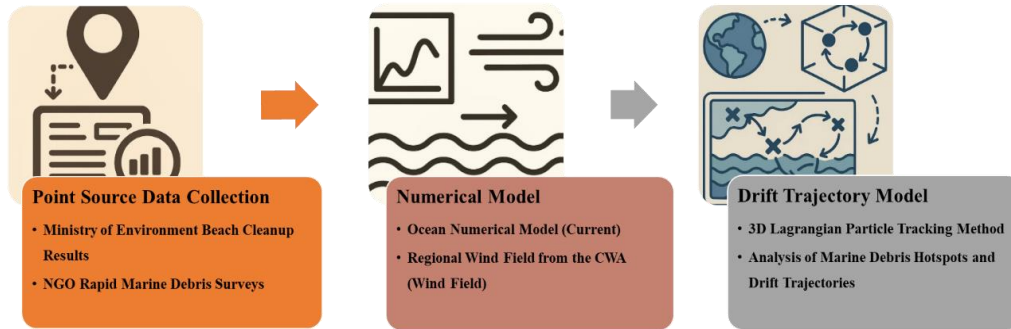 Point Source Data Collection
• Ministry of Environment Beach Cleanup
Results
• NGO Rapid Marine Debris Surveys
Numerical Model
• Ocean Numerical Model (Current)
• Regional Wind Field from the CWA
(Wind Field)
Drift Trajectory Model
• 3D Lagrangian Particle Tracking Method
• Analysis of Marine Debris Hotspots and
Drift Trajectories